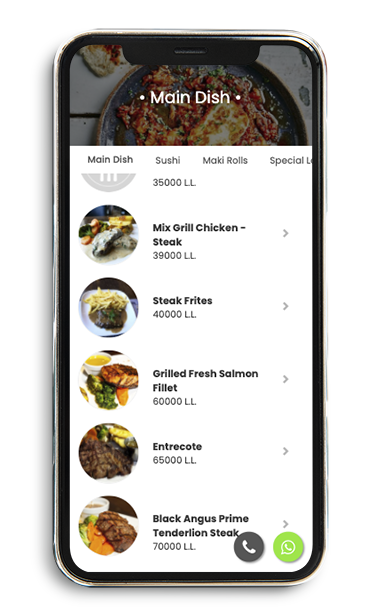 • Main Dish •
Main Dish Sushi Maki Rolls Special Lo
35000 L.L.
Mix Grill Chicken -
Steak
39000 L.L.
Steak Frites
40000 L.L.
Grilled Fresh Salmon
Fillet
60000 L.L.
Entrecote
65000 L.L.
Black Angus Prime
Tenderlion Steak
70000 L.L.